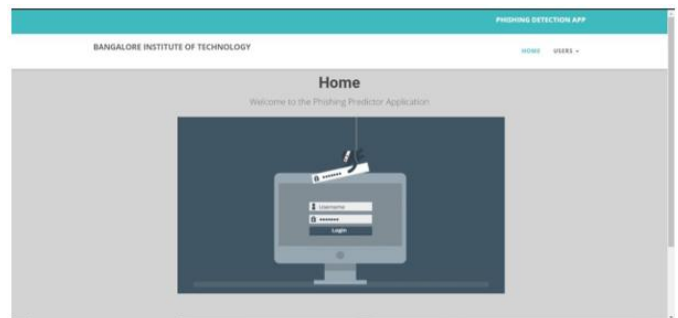 PHISHING DETECTION APP
BANGALORE INSTITUTE OF TECHNOLOGY
HOME USERS
Home
Welcome to the Phishing Predictor Application
Username
Login